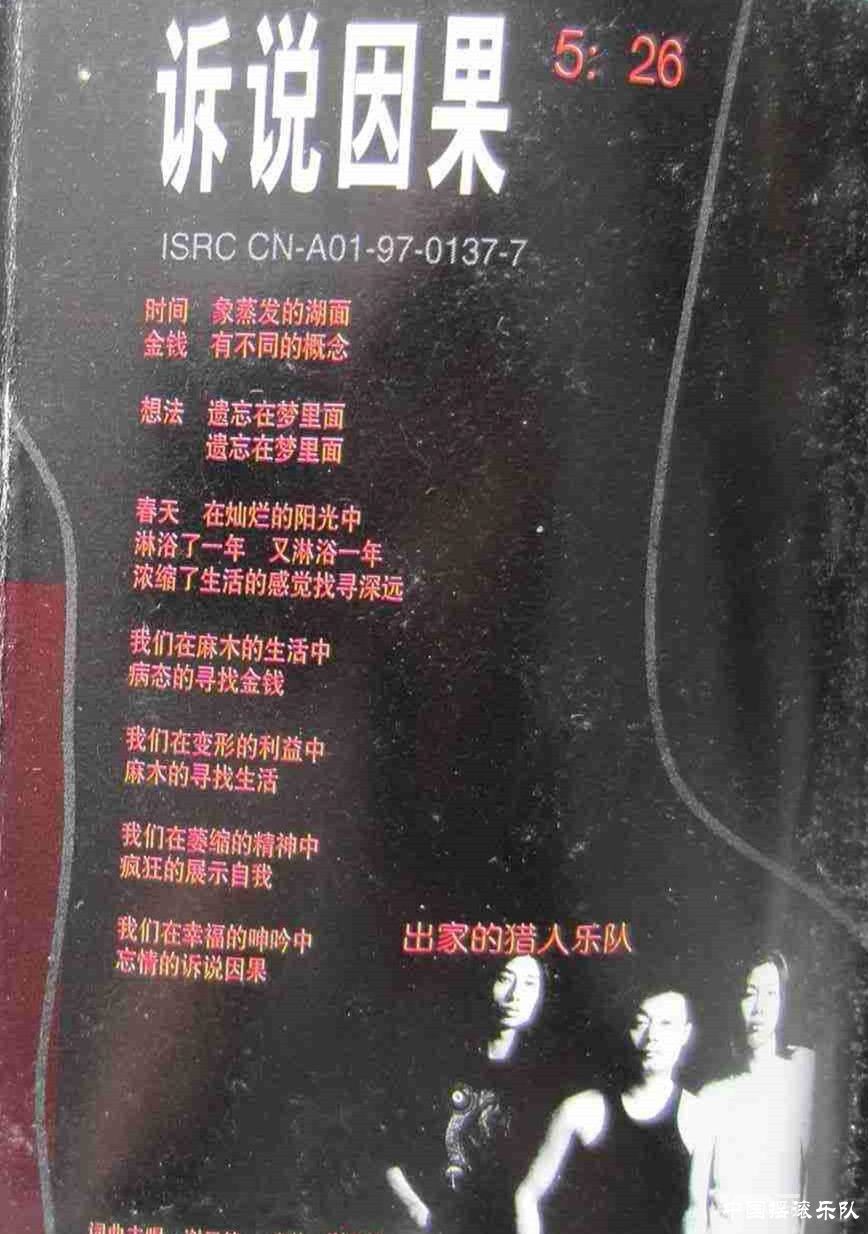 诉说因果 5: 26
ISRC CN-A01-97-0137-7
时间 象蒸发的湖面
金钱 有不同的概念
想法 遗忘在梦里面
遗忘在梦里面
春天 在灿烂的阳光中
淋浴了一年 又淋浴一年
浓缩了生活的感觉找寻深远
我们在麻木的生活中
病态的寻找金钱
我们在变形的利益中
麻木的寻找生活
我们在萎缩的精神中
疯狂的展示自我
我们在幸福的呻吟中
忘情的诉说因果
出家的猎人乐队
中国摇滚乐队